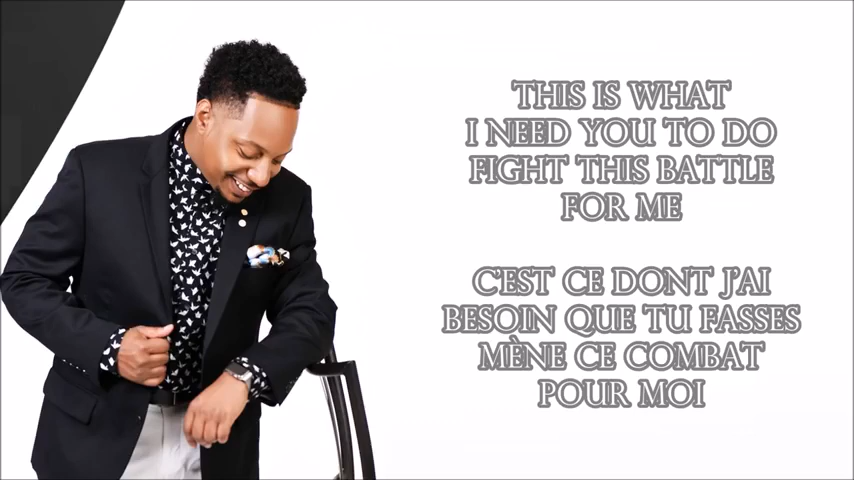 THIS IS WHAT
I NEED YOU TO DO
FIGHT THIS BATTLE
FOR ME
C'EST CE DONT J'AI
BESOIN QUE TU FASSES
MÈNE CE COMBAT
POUR MOI